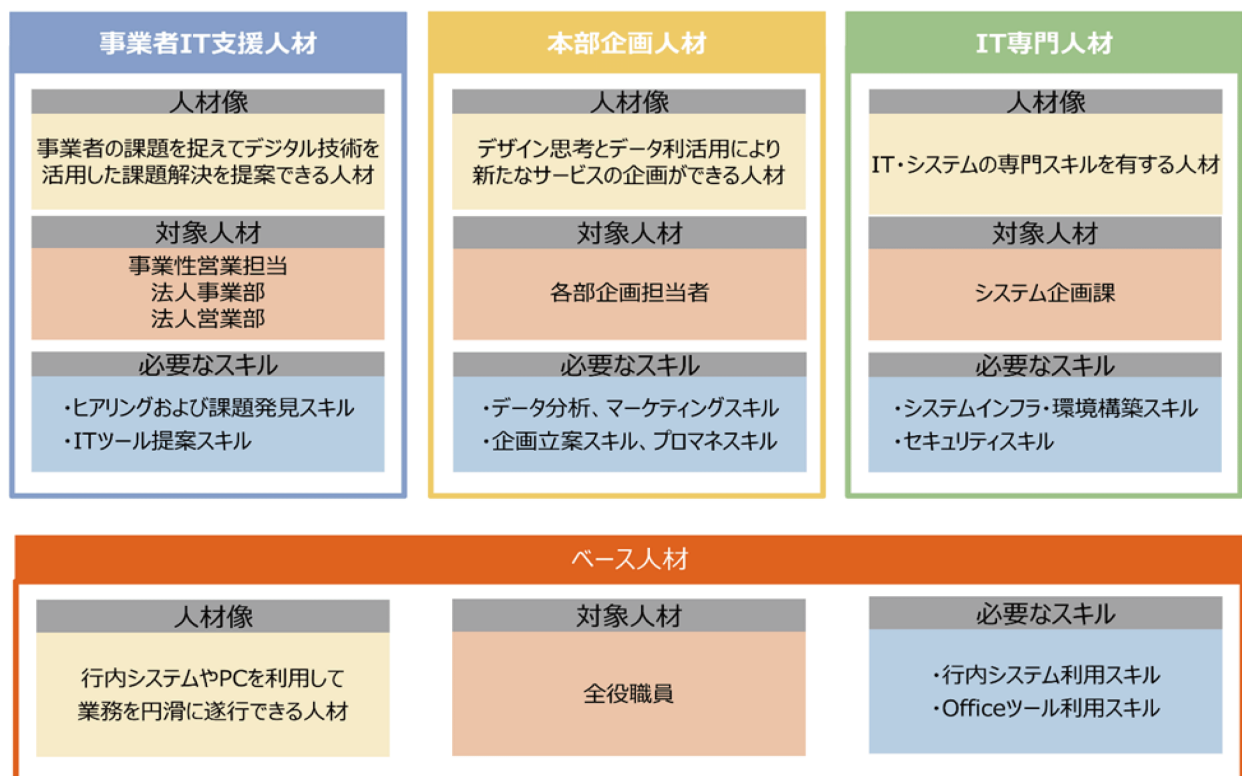 事業者IT支援人材
人材像
事業者の課題を捉えてデジタル技術を
活用した課題解決を提案できる人材
対象人材
事業性営業担当
法人事業部
法人営業部
必要なスキル
・ヒアリングおよび課題発見スキル
・ITツール提案スキル
本部企画人材
人材像
デザイン思考とデータ利活用により
新たなサービスの企画ができる人材
対象人材
各部企画担当者
必要なスキル
・データ分析、マーケティングスキル
・企画立案スキル、プロマネスキル
IT専門人材
人材像
IT・システムの専門スキルを有する人材
対象人材
システム企画課
必要なスキル
・システムインフラ・環境構築スキル
・セキュリティスキル
ベース人材
人材像
行内システムやPCを利用して
業務を円滑に遂行できる人材
対象人材
全役職員
必要なスキル
・行内システム利用スキル
・Officeツール利用スキル